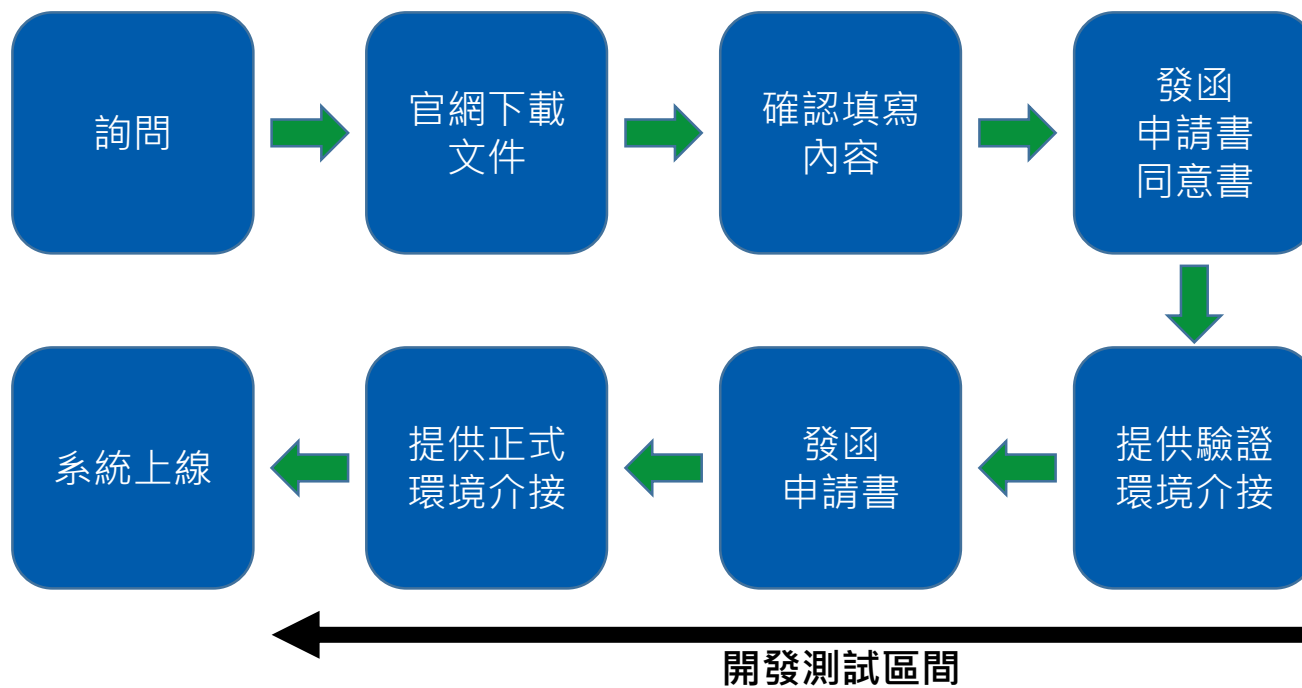 詢問
官網下載
文件
確認填寫
內容
發函
申請書
同意書
提供驗證
環境介接
發函
申請書
提供正式
環境介接
系統上線
開發測試區間